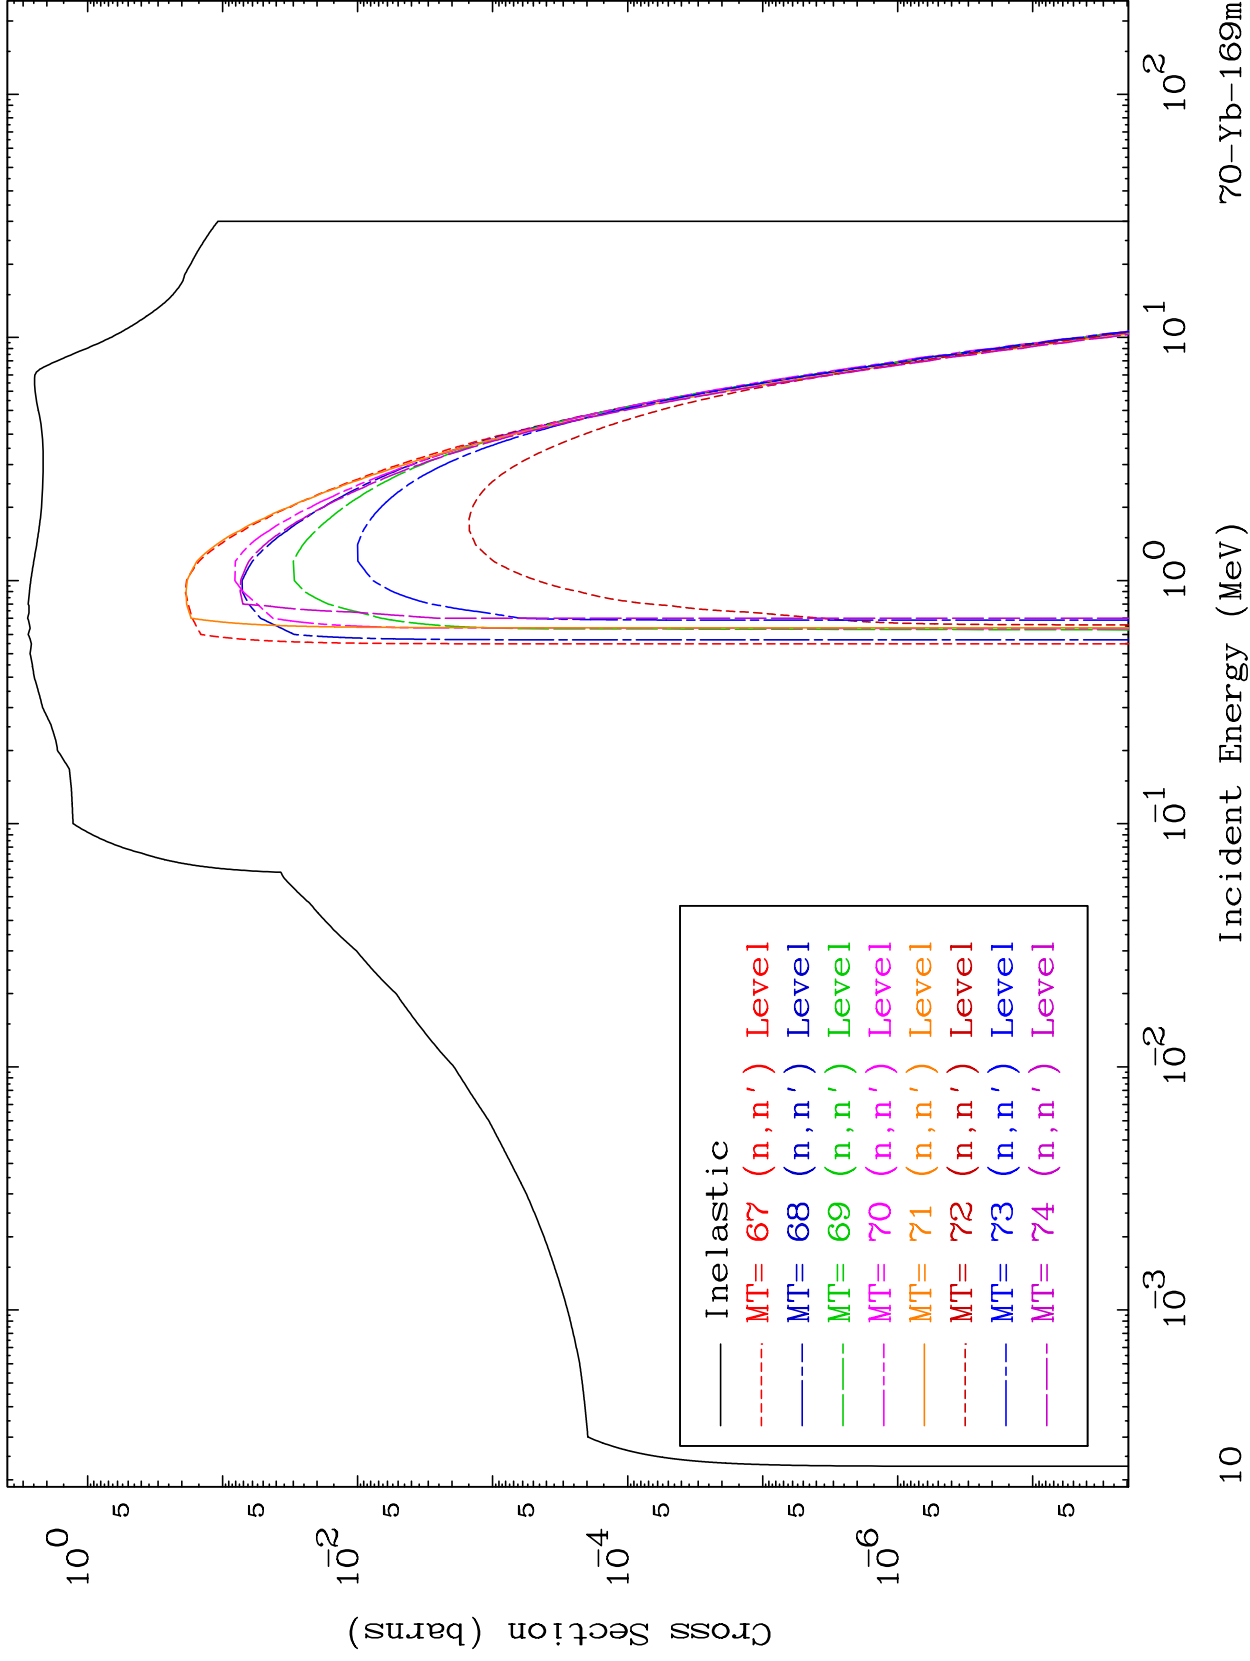 Cross Section (barns)
10^0
5
5
10^-2
5
5
10^-4
5
5
10^-6
5
5
Inelastic
MT= 67 (n,n') Level
MT= 68 (n,n') Level
MT= 69 (n,n') Level
MT= 70 (n,n') Level
MT= 71 (n,n') Level
MT= 72 (n,n') Level
MT= 73 (n,n') Level
MT= 74 (n,n') Level
10^-3
10^-2
10^-1
10^0
10^1
10^2
10
Incident Energy (MeV)
70-Yb-169m